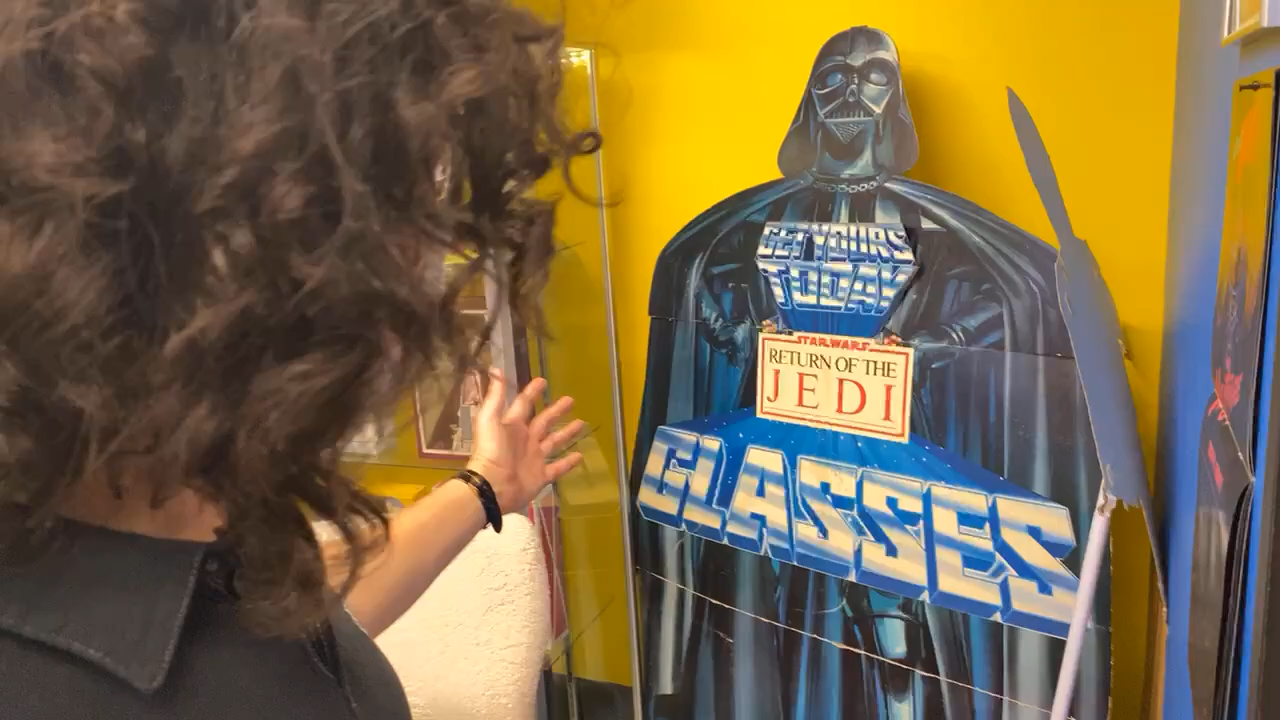 GET YOURS
TODAY
STAR WARS
RETURN OF THE
JEDI
GLASSES